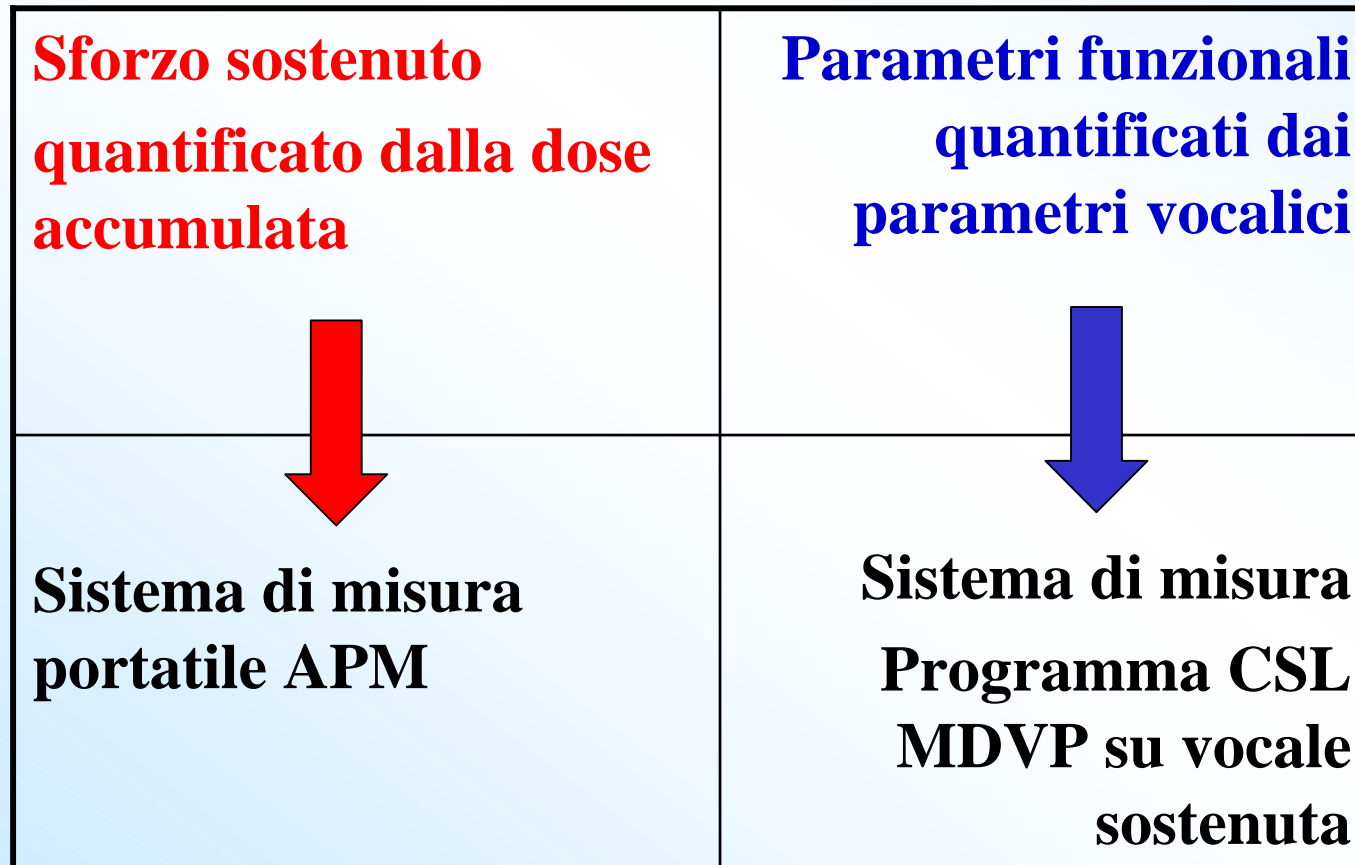 Sforzo sostenuto
quantificato dalla dose
accumulata
Parametri funzionali
quantificati dai
parametri vocalici
Sistema di misura
portatile APM
Sistema di misura
Programma CSL
MDVP su vocale
sostenuta